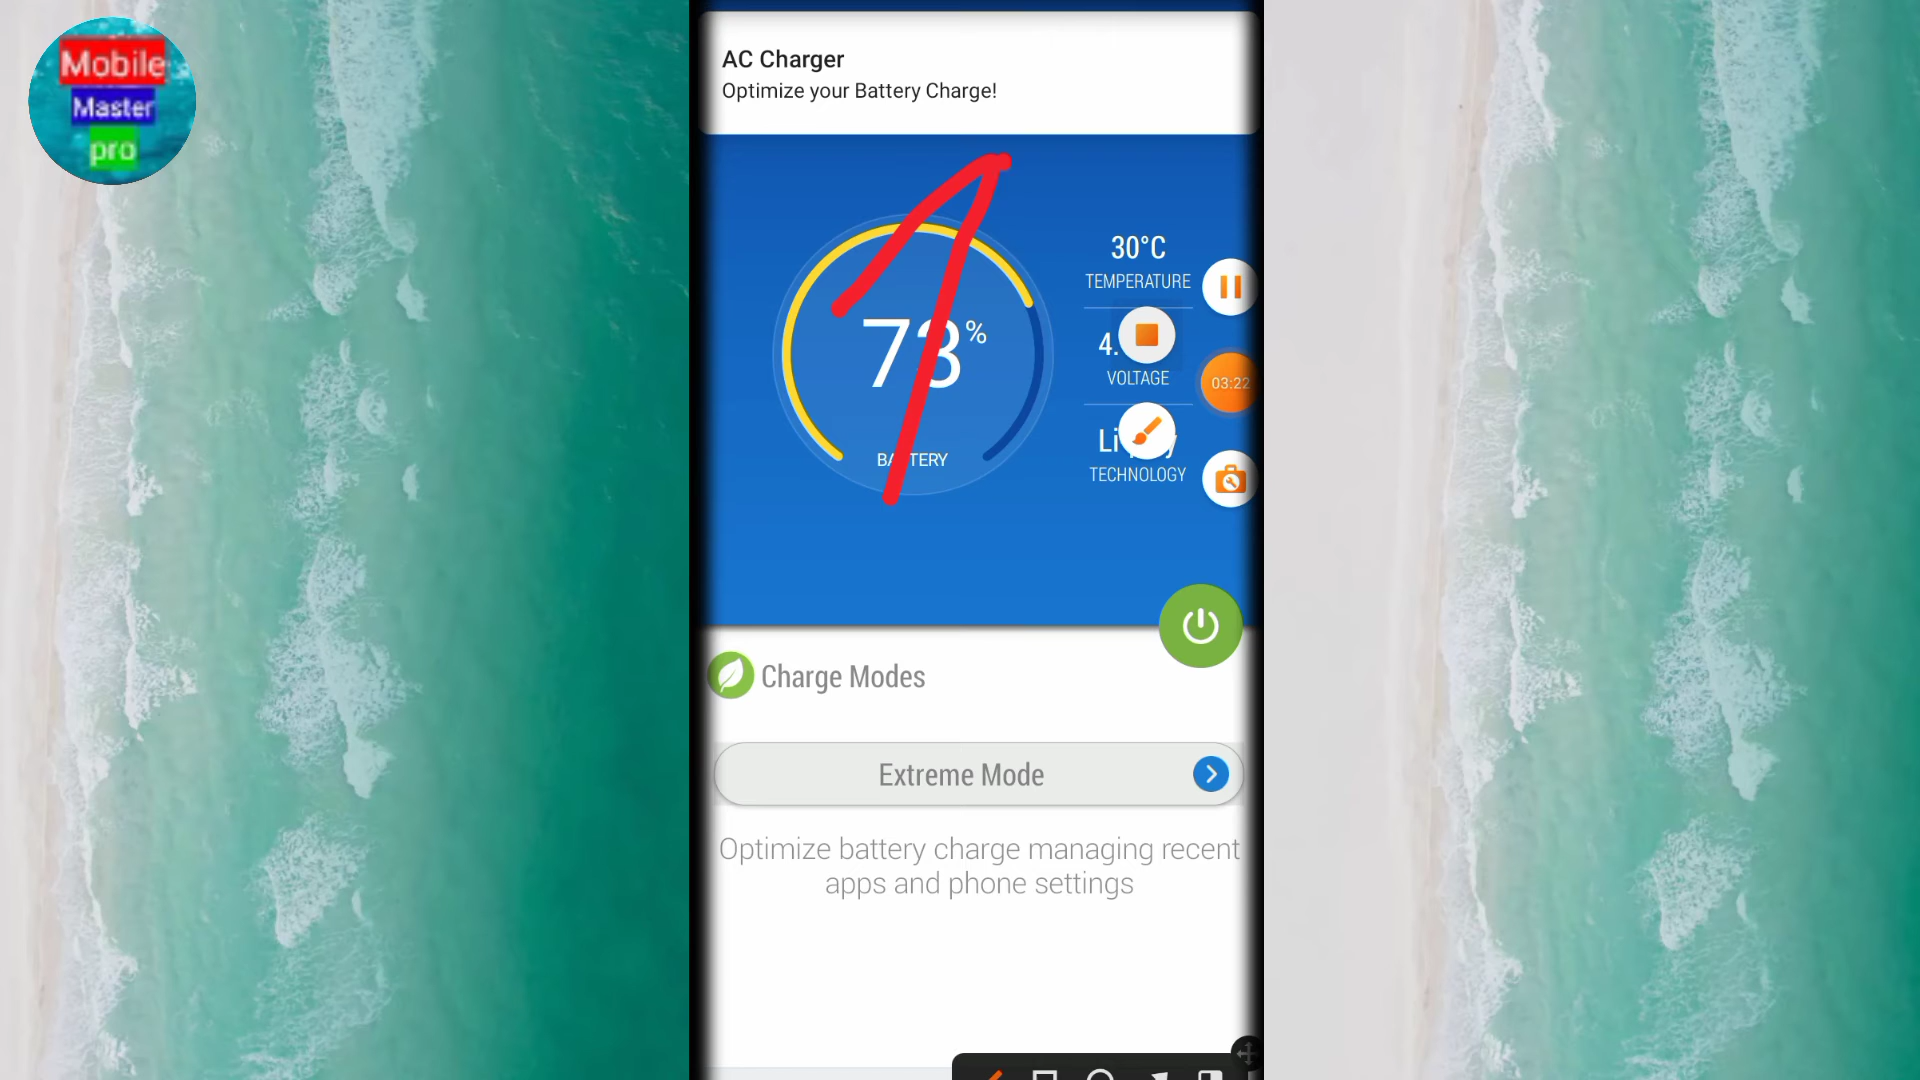 Mobile
Master
pro
AC Charger
Optimize your Battery Charge!
73%
BATTERY
30°C
TEMPERATURE
4.
VOLTAGE
03:22
Li
TECHNOLOGY
Charge Modes
Extreme Mode
Optimize battery charge managing recent
apps and phone settings